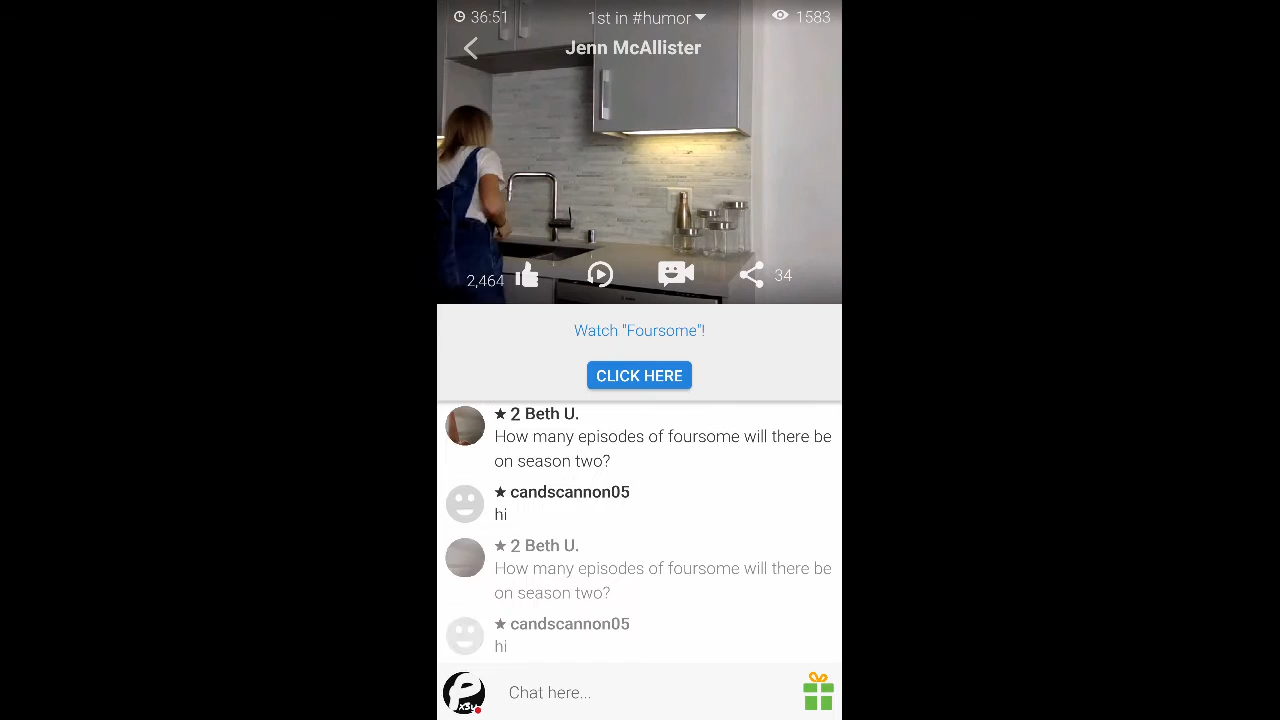 36:51 1st in #humor 1583
Jenn McAllister
2,464 34
Watch "Foursome"!
CLICK HERE
★ 2 Beth U.
How many episodes of foursome will there be
on season two?
★ candscannon05
hi
★ 2 Beth U.
How many episodes of foursome will there be
on season two?
★ candscannon05
hi
Chat here...